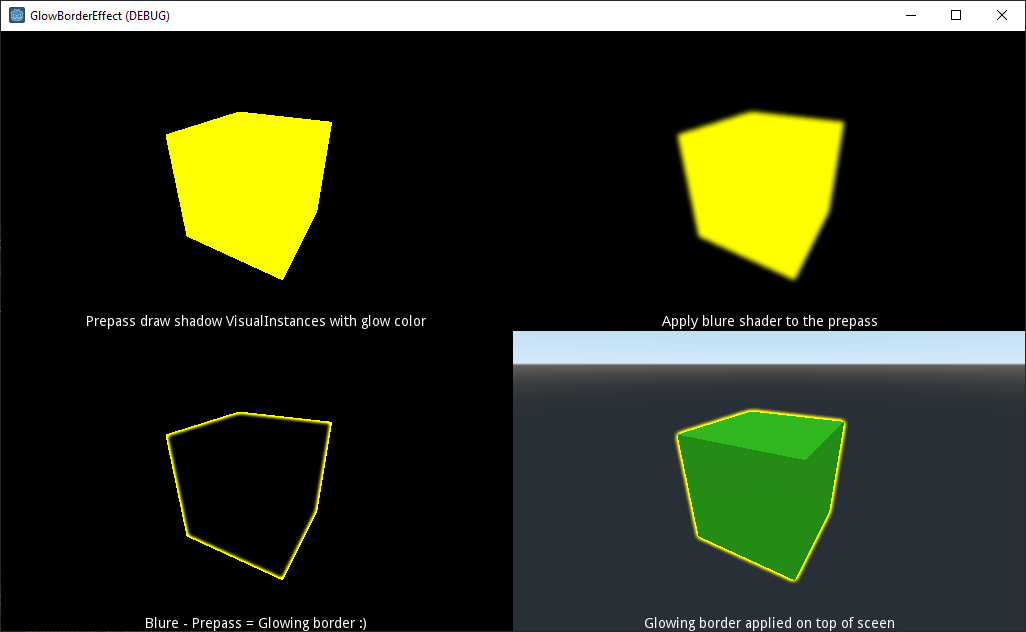 GlowBorderEffect (DEBUG)
Prepass draw shadow VisualInstances with glow color
Apply blure shader to the prepass
Blure - Prepass = Glowing border :)
Glowing border applied on top of sceen